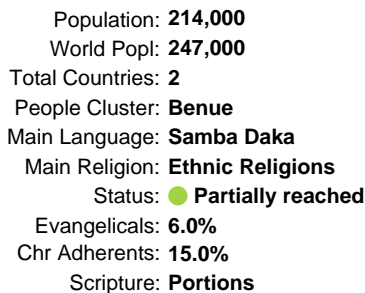 Population: 214,000
World Popl: 247,000
Total Countries: 2
People Cluster: Benue
Main Language: Samba Daka
Main Religion: Ethnic Religions
Status: Partially reached
Evangelicals: 6.0%
Chr Adherents: 15.0%
Scripture: Portions